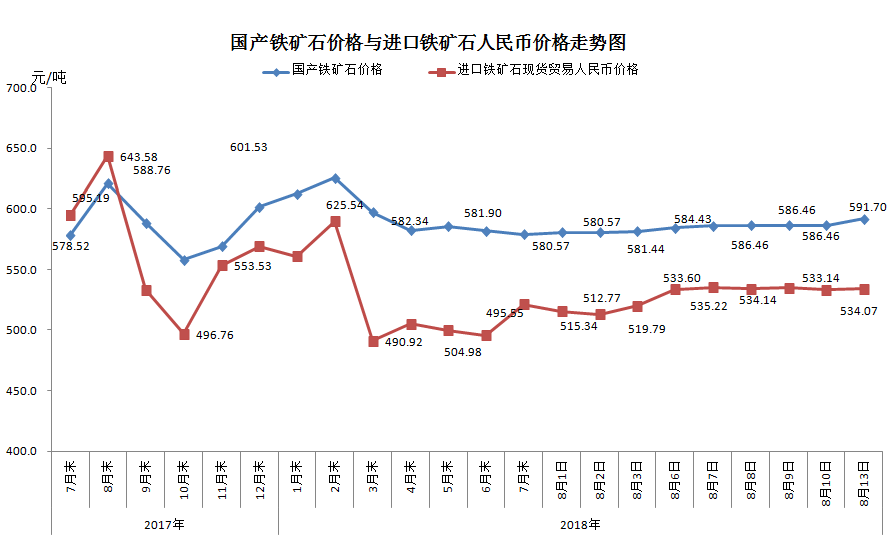 国产铁矿石价格与进口铁矿石人民币价格走势图
元/吨
国产铁矿石价格
进口铁矿石现货贸易人民币价格
700.0
650.0
600.0
550.0
500.0
450.0
400.0
601.53
643.58
588.76
595.19
578.52
625.54
582.34
581.90
580.57
580.57
581.44
584.43
586.46
586.46
586.46
591.70
496.76
553.53
490.92
504.98
495.55
515.34
512.77
519.79
533.60
535.22
534.14
533.14
534.07
7月末
8月末
9月末
10月末
11月末
12月末
1月末
2月末
3月末
4月末
5月末
6月末
7月末
8月1日
8月2日
8月3日
8月6日
8月7日
8月8日
8月9日
8月10日
8月13日
2017年
2018年